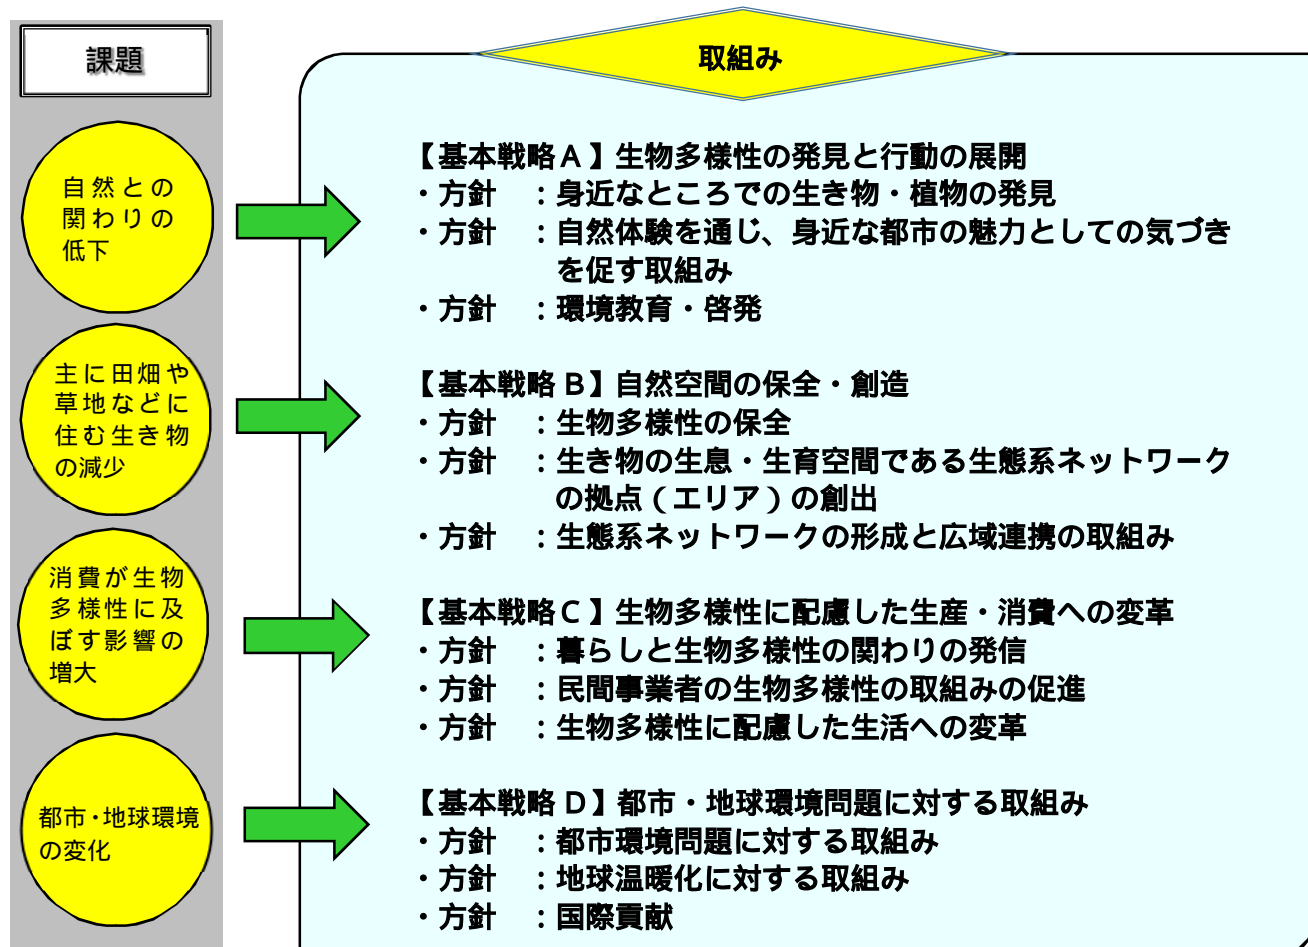 課題
取組み
自然との
関わりの
低下
【基本戦略A】生物多様性の発見と行動の展開
・方針　：身近なところでの生き物・植物の発見
・方針　：自然体験を通じ、身近な都市の魅力としての気づき
を促す取組み
・方針　：環境教育・啓発
主に田畑や
草地などに
住む生き物
の減少
【基本戦略B】自然空間の保全・創造
・方針　：生物多様性の保全
・方針　：生き物の生息・生育空間である生態系ネットワーク
の拠点（エリア）の創出
・方針　：生態系ネットワークの形成と広域連携の取組み
消費が生物
多様性に及
ぼす影響の
増大
【基本戦略C】生物多様性に配慮した生産・消費への変革
・方針　：暮らしと生物多様性の関わりの発信
・方針　：民間事業者の生物多様性の取組みの促進
・方針　：生物多様性に配慮した生活への変革
都市・地球環境
の変化
【基本戦略D】都市・地球環境問題に対する取組み
・方針　：都市環境問題に対する取組み
・方針　：地球温暖化に対する取組み
・方針　：国際貢献